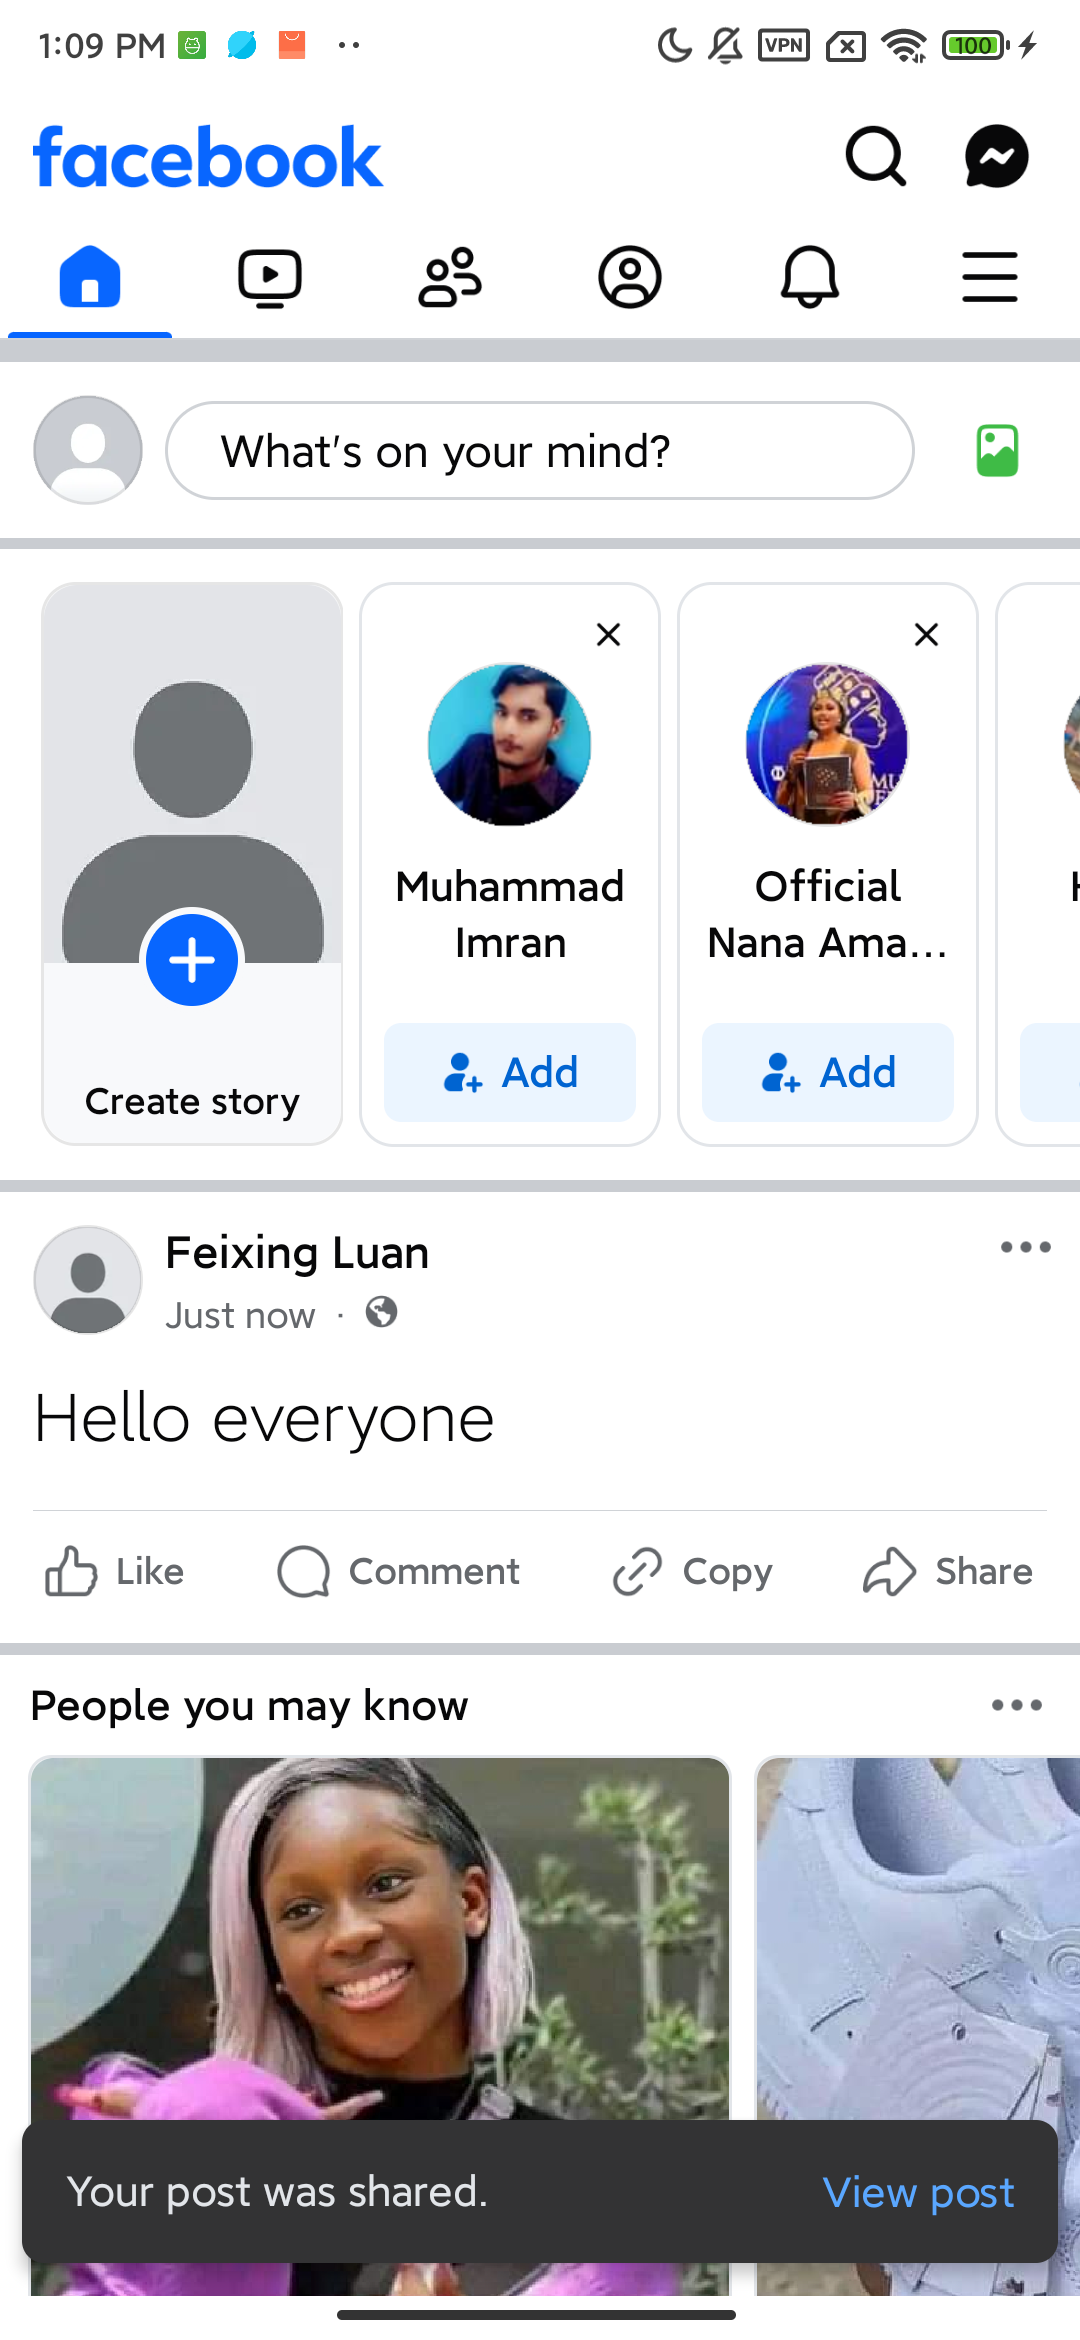 1:09 PM
VPN
100
facebook
What's on your mind?
Create story
Muhammad
Imran
Add
Official
Nana Ama...
Add
Feixing Luan
Just now ·
Hello everyone
Like
Comment
Copy
Share
People you may know
Your post was shared.
View post